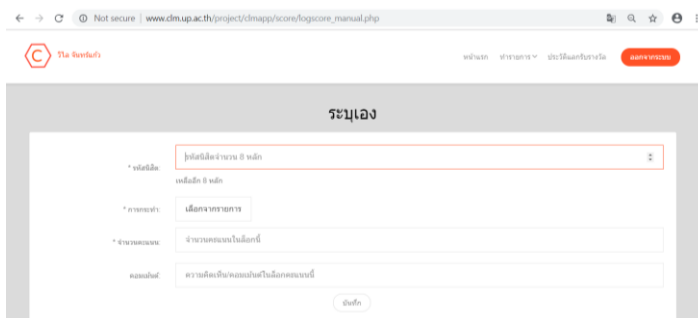 Not secure | www.clm.up.ac.th/project/clmapp/score/logscore_manual.php
C วิไล จันทร์แก้ว
หน้าแรก ทำรายการ ประวัติแลกรับรางวัล ออกจากระบบ
ระบุเอง
* รหัสนิสิต: รหัสนิสิตจำนวน 8 หลัก
เหลืออีก 8 หลัก
* การกระทำ: เลือกจากรายการ
* จำนวนคะแนน: จำนวนคะแนนในล็อกนี้
คอมเม้นต์: ความคิดเห็น/คอมเม้นต์ในล็อกคะแนนนี้
บันทึก